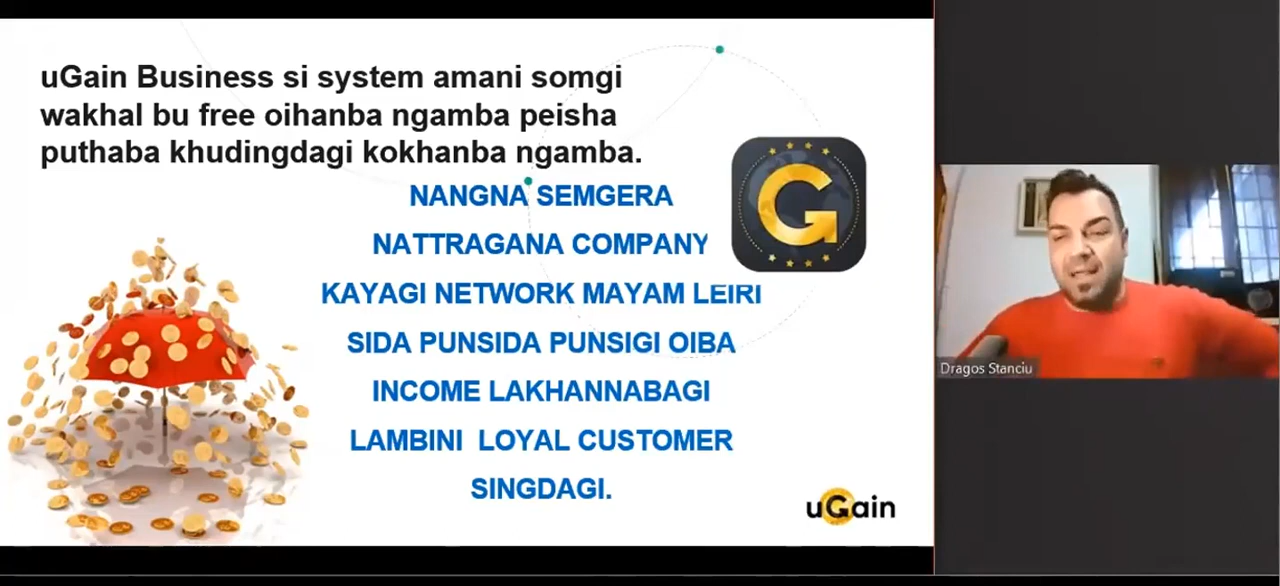 uGain Business si system amani somgi
wakhal bu free oihanba ngamba peisha
puthaba khudingdagi kokhanba ngamba.
NANGNA SEMGERA
NATTRAGANA COMPANY
KAYAGI NETWORK MAYAM LEIRI
SIDA PUNSIDA PUNSIGI OIBA
INCOME LAKHANNABAGI
LAMBINI LOYAL CUSTOMER
SINGDAGI.
G
uGain
Dragos Stanciu